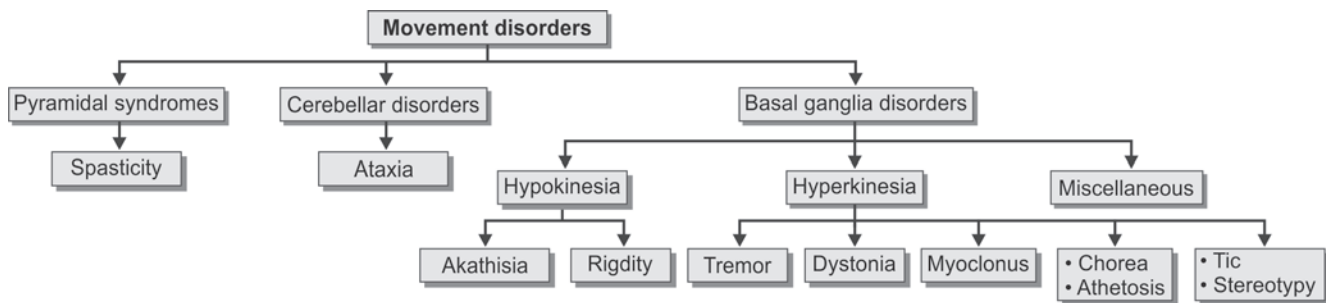 Movement disorders
Pyramidal syndromes
Cerebellar disorders
Basal ganglia disorders
Spasticity
Ataxia
Hypokinesia
Hyperkinesia
Miscellaneous
Akathisia
Rigdity
Tremor
Dystonia
Myoclonus
• Chorea
• Athetosis
• Tic
• Stereotypy